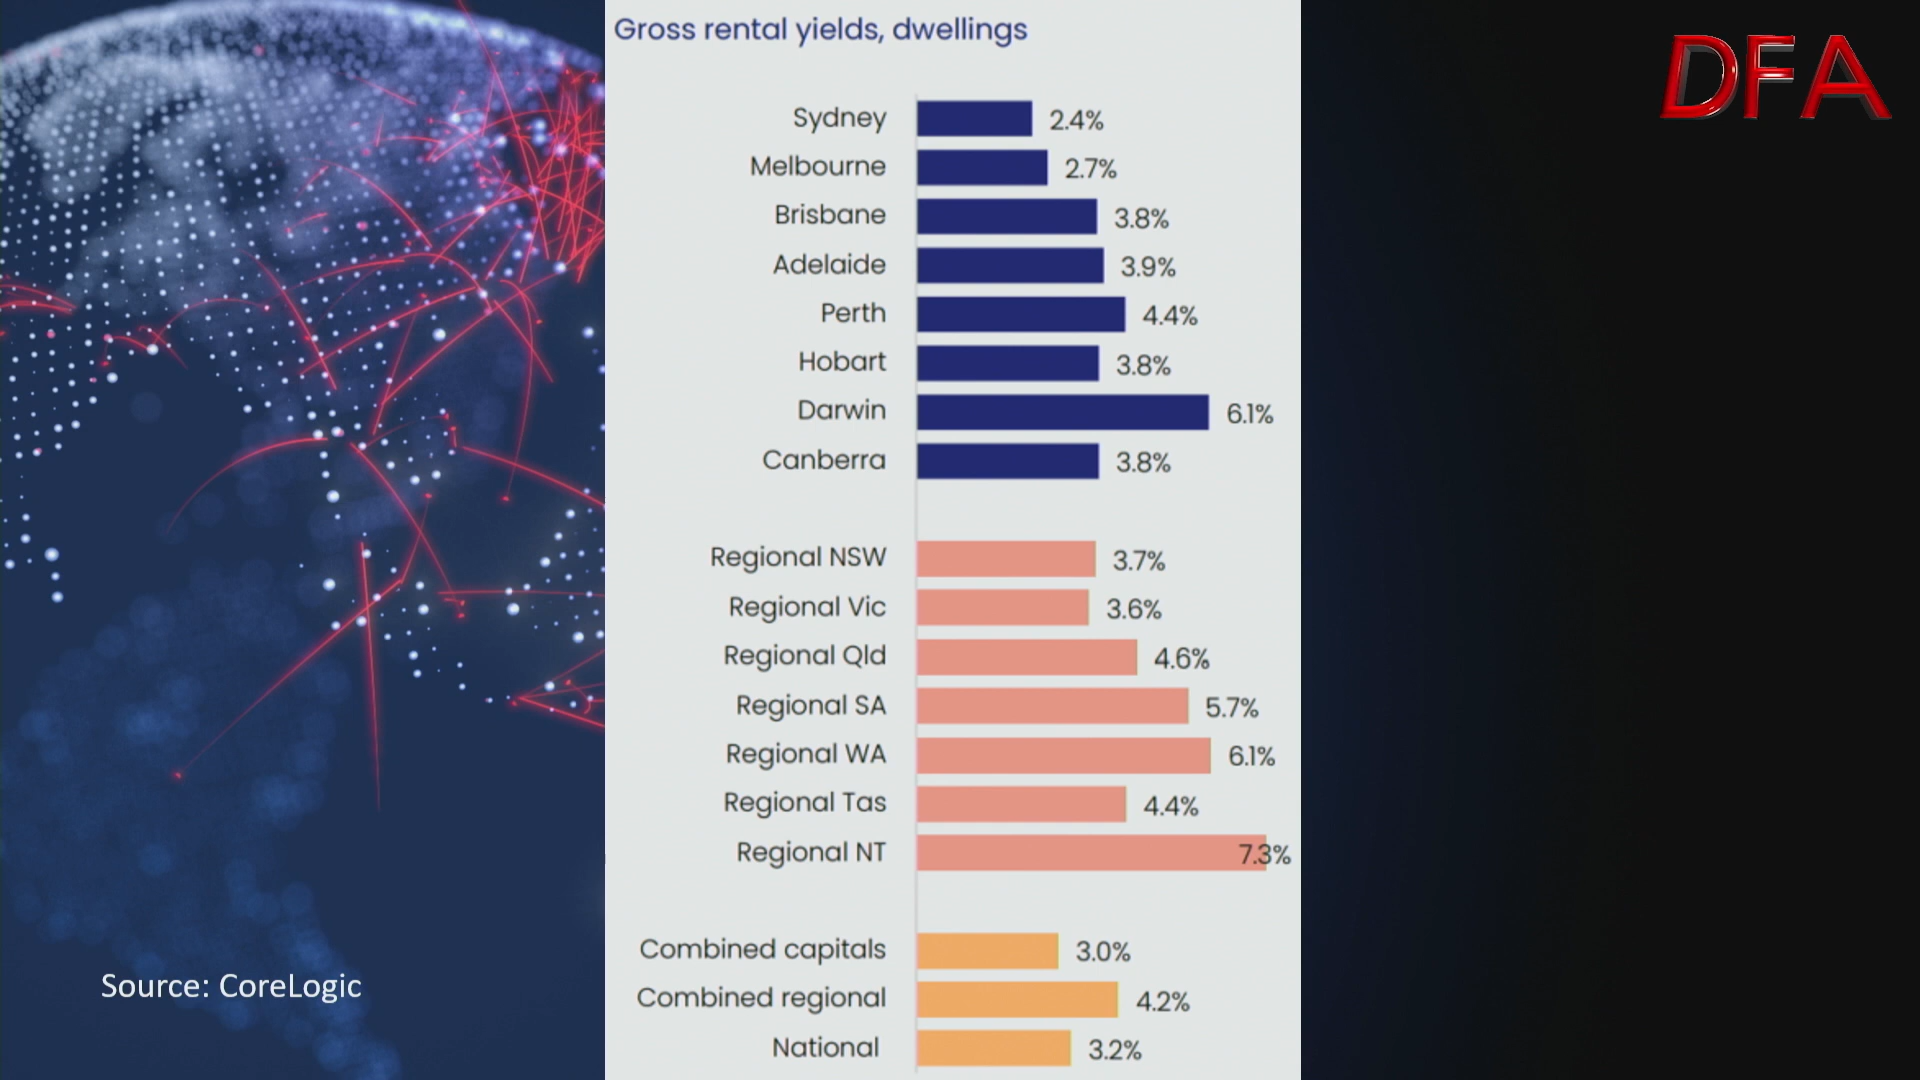 Gross rental yields, dwellings
DFA
Sydney 2.4%
Melbourne 2.7%
Brisbane 3.8%
Adelaide 3.9%
Perth 4.4%
Hobart 3.8%
Darwin 6.1%
Canberra 3.8%
Regional NSW 3.7%
Regional Vic 3.6%
Regional Qld 4.6%
Regional SA 5.7%
Regional WA 6.1%
Regional Tas 4.4%
Regional NT 7.3%
Combined capitals 3.0%
Combined regional 4.2%
National 3.2%
Source: CoreLogic